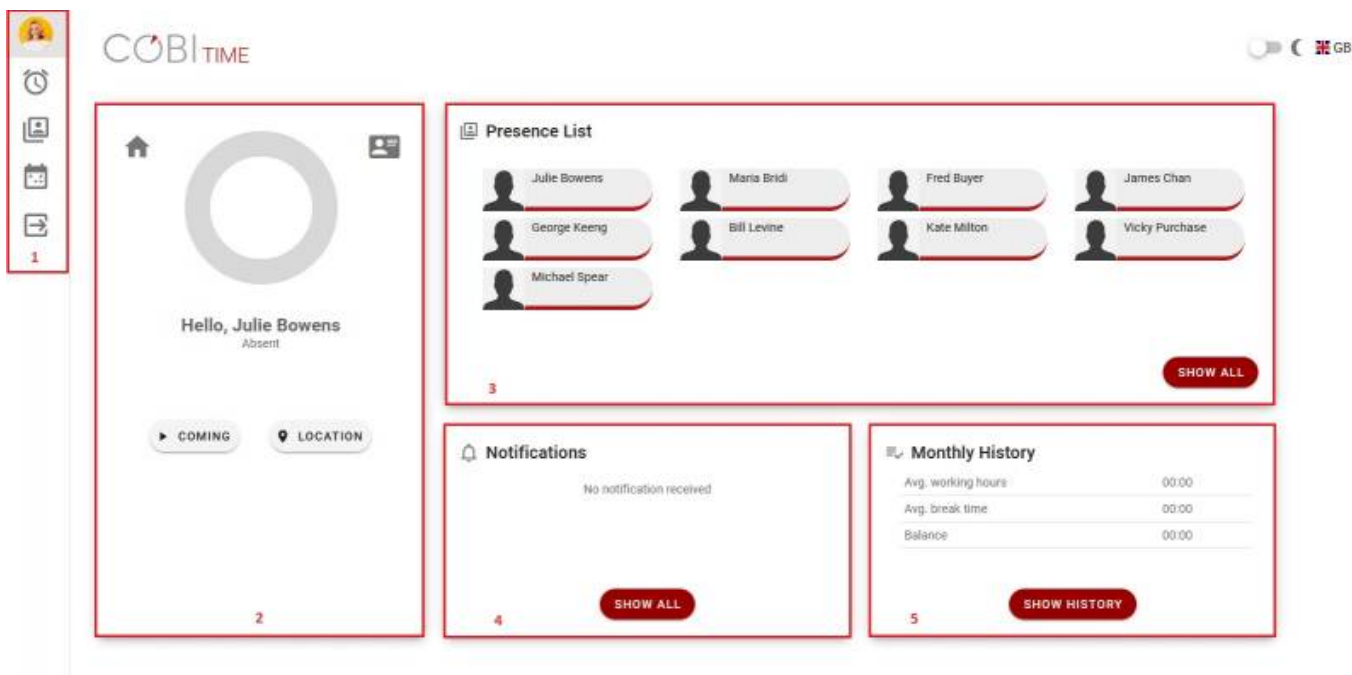 COBI TIME
GB
1
Hello, Julie Bowens
Absent
COMING
LOCATION
2
Presence List
Julie Bowens
Maria Bridi
Fred Buyer
James Chan
George Keeng
Bill Levine
Kate Milton
Vicky Purchase
Michael Spear
SHOW ALL
3
Notifications
No notification received
SHOW ALL
4
Monthly History
Avg. working hours 00:00
Avg. break time 00:00
Balance 00:00
SHOW HISTORY
5